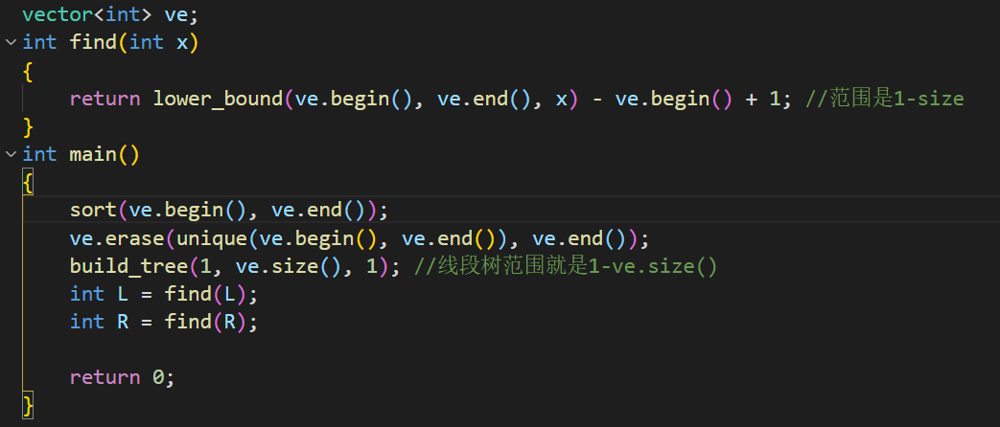 vector<int> ve;
int find(int x)
{
    return lower_bound(ve.begin(), ve.end(), x) - ve.begin() + 1; //范围是1-size
}
int main()
{
    sort(ve.begin(), ve.end());
    ve.erase(unique(ve.begin(), ve.end()), ve.end());
    build_tree(1, ve.size(), 1); //线段树范围就是1-ve.size()
    int L = find(L);
    int R = find(R);
    return 0;
}